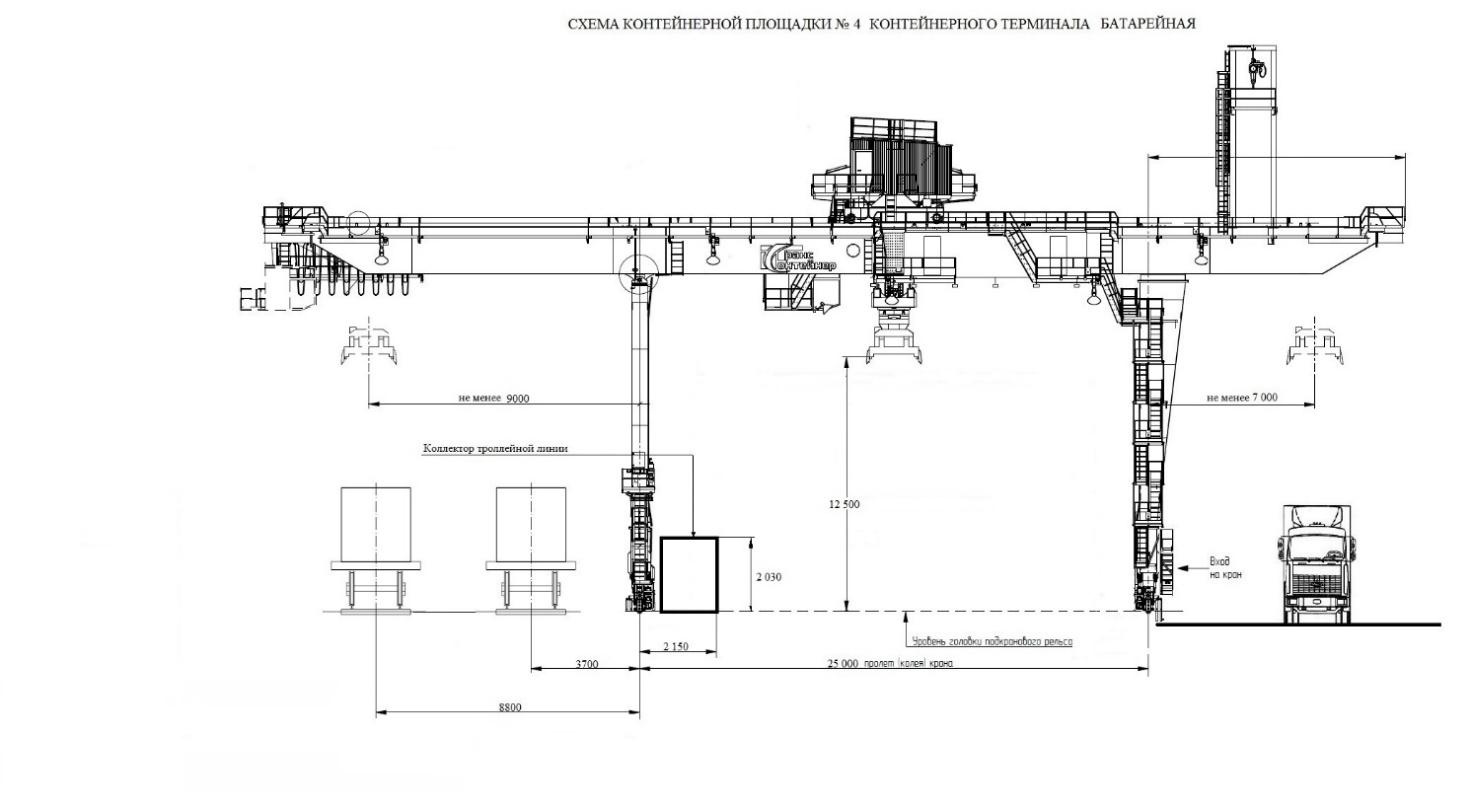 СХЕМА КОНТЕЙНЕРНОЙ ПЛОЩАДКИ № 4 КОНТЕЙНЕРНОГО ТЕРМИНАЛА БАТАРЕЙНАЯ
Транс
Контейнер
не менее 9000
не менее 7 000
Коллектор троллейной линии
12 500
2 030
Вход
на кран
Уровень головки подкранового рельса
2 150
3700
25 000 пролет (колея) крана
8800